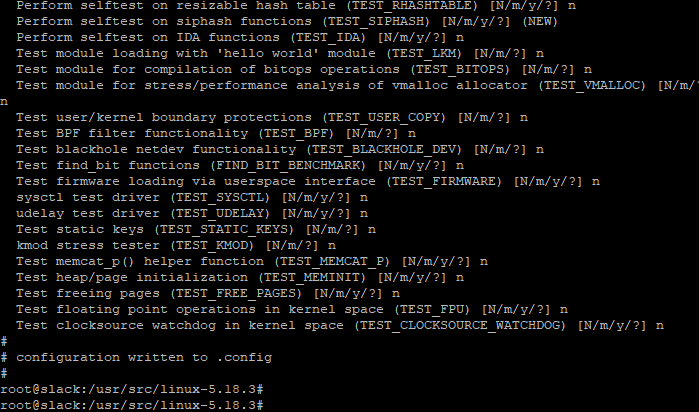 Perform selftest on resizable hash table (TEST_RHASHTABLE) [N/m/y/?] n
Perform selftest on siphash functions (TEST_SIPHASH) [N/m/y/?] (NEW)
Perform selftest on IDA functions (TEST_IDA) [N/m/y/?] n
Test module loading with 'hello world' module (TEST_LKM) [N/m/?] n
Test module for compilation of bitops operations (TEST_BITOPS) [N/m/?] n
Test module for stress/performance analysis of vmalloc allocator (TEST_VMALLOC) [N/m/?]
n
Test user/kernel boundary protections (TEST_USER_COPY) [N/m/?] n
Test BPF filter functionality (TEST_BPF) [N/m/?] n
Test blackhole netdev functionality (TEST_BLACKHOLE_DEV) [N/m/?] n
Test find_bit functions (FIND_BIT_BENCHMARK) [N/m/y/?] n
Test firmware loading via userspace interface (TEST_FIRMWARE) [N/m/y/?] n
sysctl test driver (TEST_SYSCTL) [N/m/y/?] n
udelay test driver (TEST_UDELAY) [N/m/y/?] n
Test static keys (TEST_STATIC_KEYS) [N/m/?] n
kmod stress tester (TEST_KMOD) [N/m/?] n
Test memcat_p() helper function (TEST_MEMCAT_P) [N/m/y/?] n
Test heap/page initialization (TEST_MEMINIT) [N/m/y/?] n
Test freeing pages (TEST_FREE_PAGES) [N/m/y/?] n
Test floating point operations in kernel space (TEST_FPU) [N/m/y/?] n
Test clocksource watchdog in kernel space (TEST_CLOCKSOURCE_WATCHDOG) [N/m/y/?] n
#
# configuration written to .config
#
root@slack:/usr/src/linux-5.18.3#
root@slack:/usr/src/linux-5.18.3#